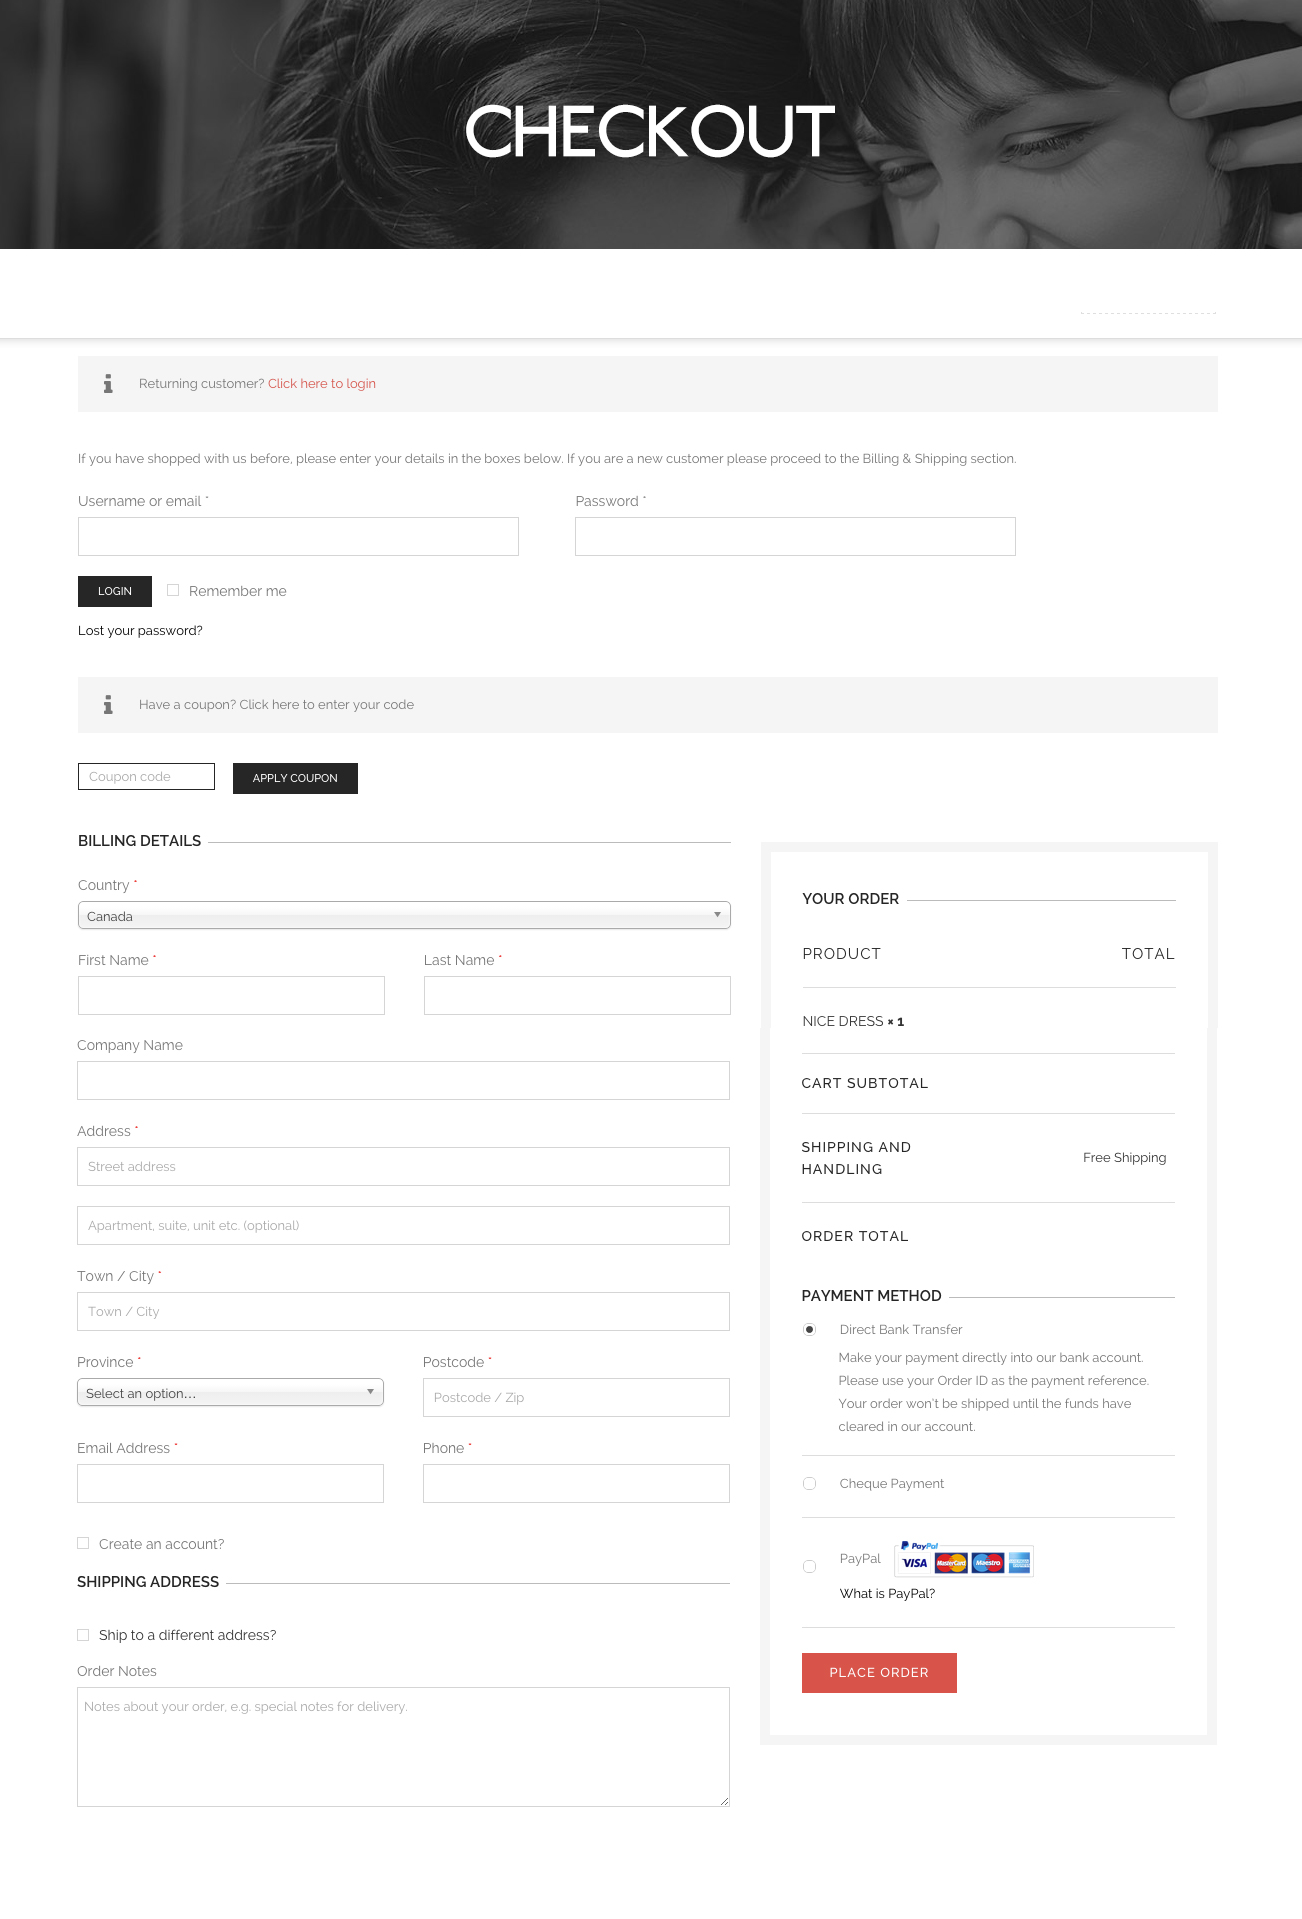 CHECKOUT
Returning customer? Click here to login
If you have shopped with us before, please enter your details in the boxes below. If you are a new customer please proceed to the Billing & Shipping section.
Username or email *
Password *
LOGIN
Remember me
Lost your password?
Have a coupon? Click here to enter your code
Coupon code
APPLY COUPON
BILLING DETAILS
Country *
Canada
First Name *
Last Name *
Company Name
Address *
Street address
Apartment, suite, unit etc. (optional)
Town / City *
Town / City
Province *
Postcode *
Select an option...
Postcode / Zip
Email Address *
Phone *
Create an account?
SHIPPING ADDRESS
Ship to a different address?
Order Notes
Notes about your order, e.g. special notes for delivery.
YOUR ORDER
PRODUCT TOTAL
NICE DRESS × 1
CART SUBTOTAL
SHIPPING AND
HANDLING
Free Shipping
ORDER TOTAL
PAYMENT METHOD
Direct Bank Transfer
Make your payment directly into our bank account.
Please use your Order ID as the payment reference.
Your order won't be shipped until the funds have
cleared in our account.
Cheque Payment
PayPal
PayPal
VISA MasterCard Maestro
What is PayPal?
PLACE ORDER